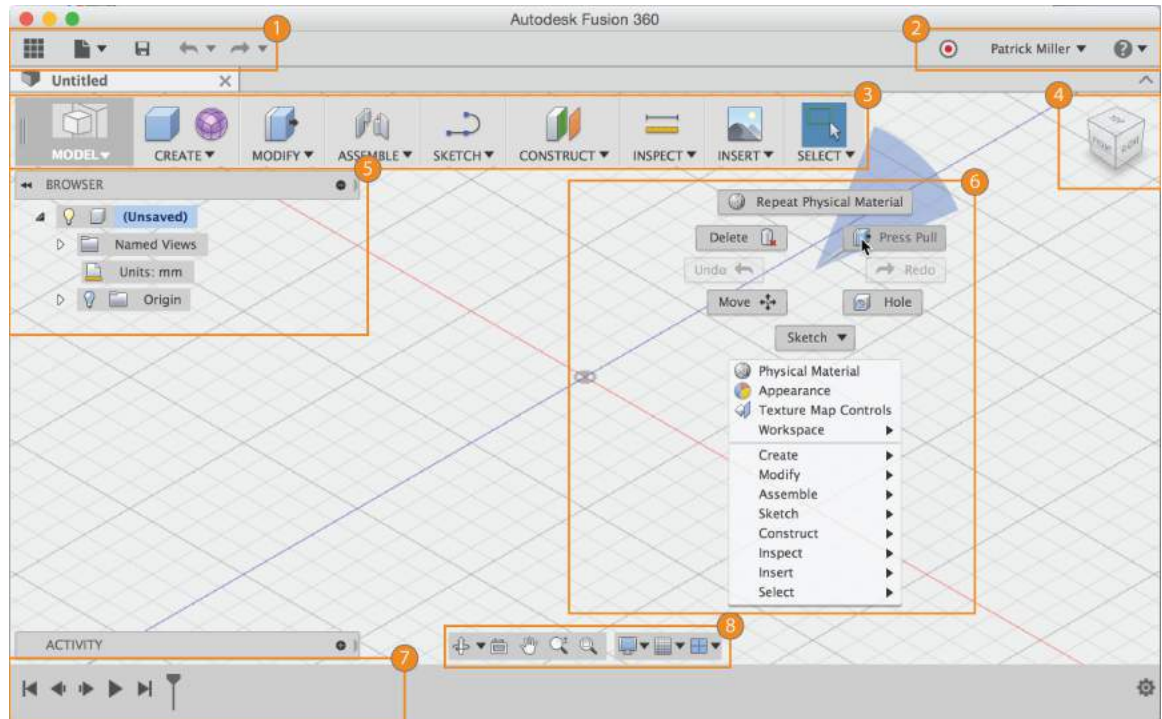 Autodesk Fusion 360
1
2
Patrick Miller
?
Untitled
3
4
MODEL
CREATE
MODIFY
ASSEMBLE
SKETCH
CONSTRUCT
INSPECT
INSERT
SELECT
TOP
FRONT
RIGHT
5
BROWSER
(Unsaved)
Named Views
Units: mm
Origin
6
Repeat Physical Material
Delete
Press Pull
Undo
Redo
Move
Hole
Sketch
Physical Material
Appearance
Texture Map Controls
Workspace
Create
Modify
Assemble
Sketch
Construct
Inspect
Insert
Select
ACTIVITY
7
8